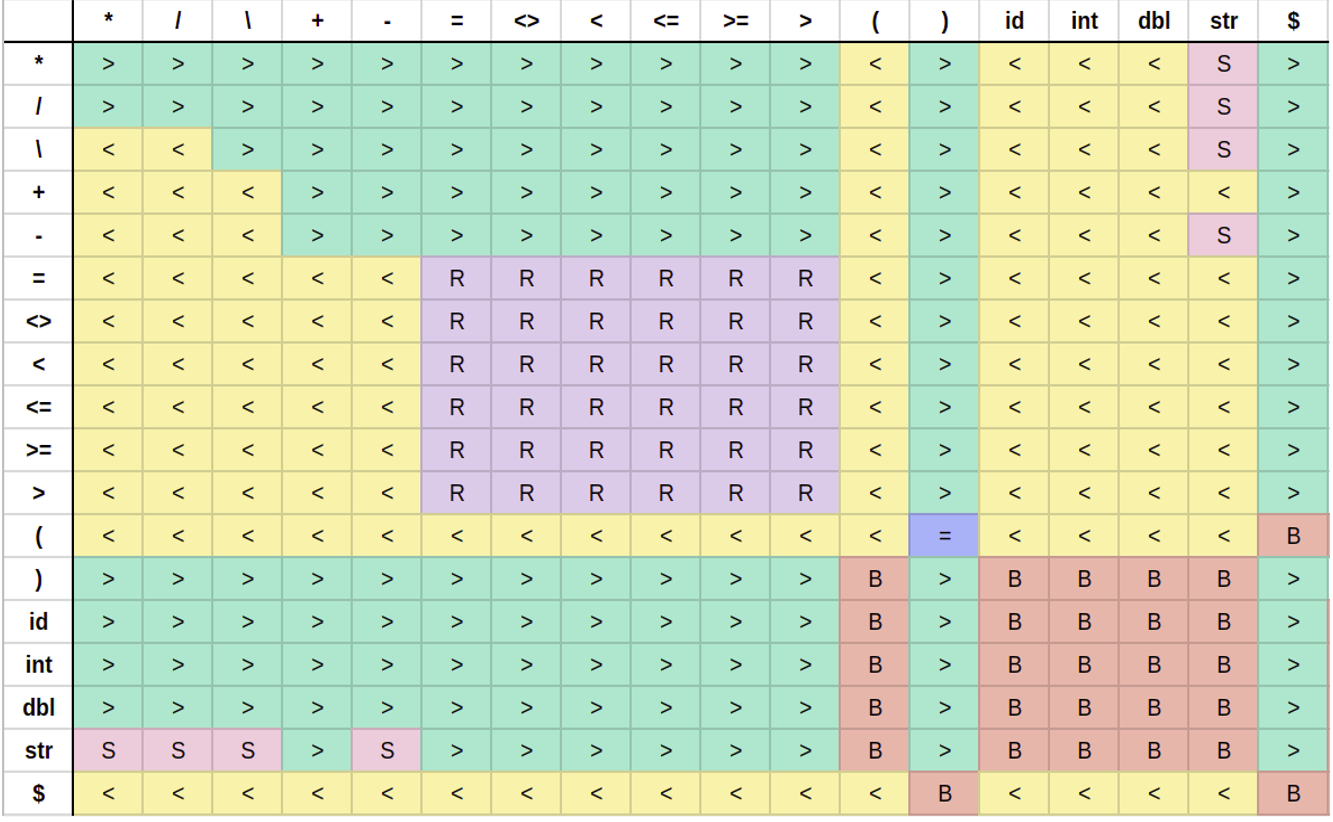 * / \ + - = <> < <= >= > ( ) id int dbl str $
* > > > > > > > > > > > < > < < < S >
/ > > > > > > > > > > > < > < < < S >
\ < < > > > > > > > > > < > < < < S >
+ < < < > > > > > > > > < > < < < < >
- < < < > > > > > > > > < > < < < S >
= < < < < < R R R R R R < > < < < < >
<> < < < < < R R R R R R < > < < < < >
< < < < < < R R R R R R < > < < < < >
<= < < < < < R R R R R R < > < < < < >
>= < < < < < R R R R R R < > < < < < >
> < < < < < R R R R R R < > < < < < >
( < < < < < < < < < < < < = < < < < B
) > > > > > > > > > > > B > B B B B >
id > > > > > > > > > > > B > B B B B >
int > > > > > > > > > > > B > B B B B >
dbl > > > > > > > > > > > B > B B B B >
str S S S > S > > > > > > B > B B B B >
$ < < < < < < < < < < < < B < < < < B